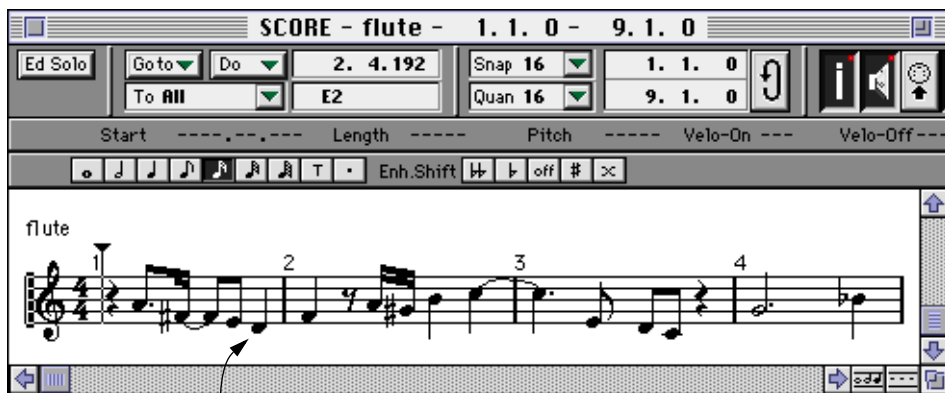 SCORE - flute - 1. 1. 0 - 9. 1. 0
Ed Solo Goto Do 2. 4.192 Snap 16 1. 1. 0
To All E2 Quan 16 9. 1. 0
Start ----.--.--- Length ----- Pitch ----- Velo-On --- Velo-Off---
T . Enh.Shift off
flute
1 2 3 4
4
4